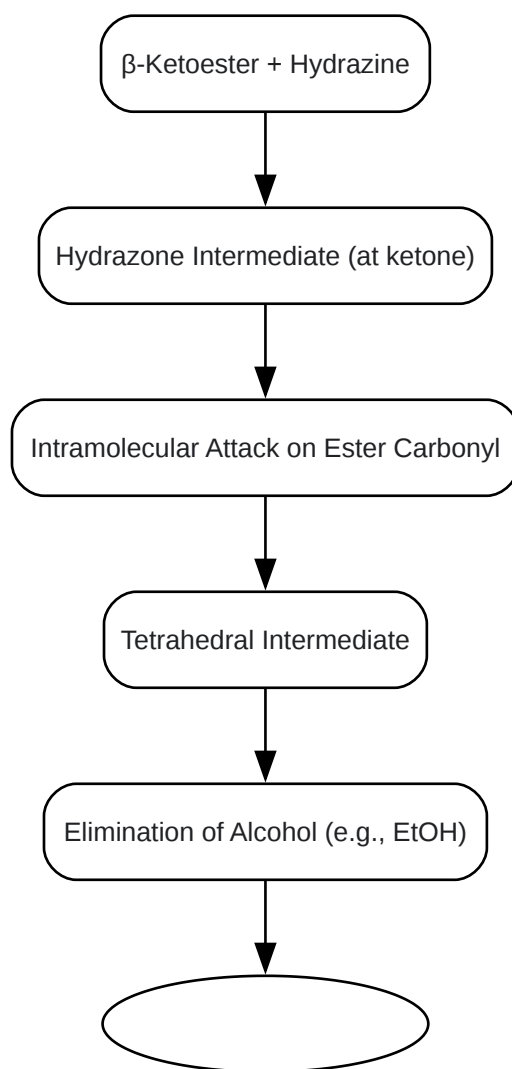 β-Ketoester + Hydrazine
Hydrazone Intermediate (at ketone)
Intramolecular Attack on Ester Carbonyl
Tetrahedral Intermediate
Elimination of Alcohol (e.g., EtOH)